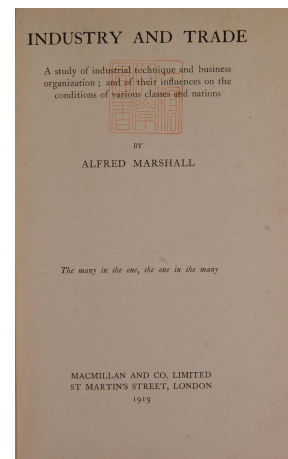 INDUSTRY AND TRADE
A study of industrial technique and business
organization ; and of their influences on the
conditions of various classes and nations
BY
ALFRED MARSHALL
The many in the one, the one in the many
MACMILLAN AND CO. LIMITED
ST MARTIN'S STREET, LONDON
1919